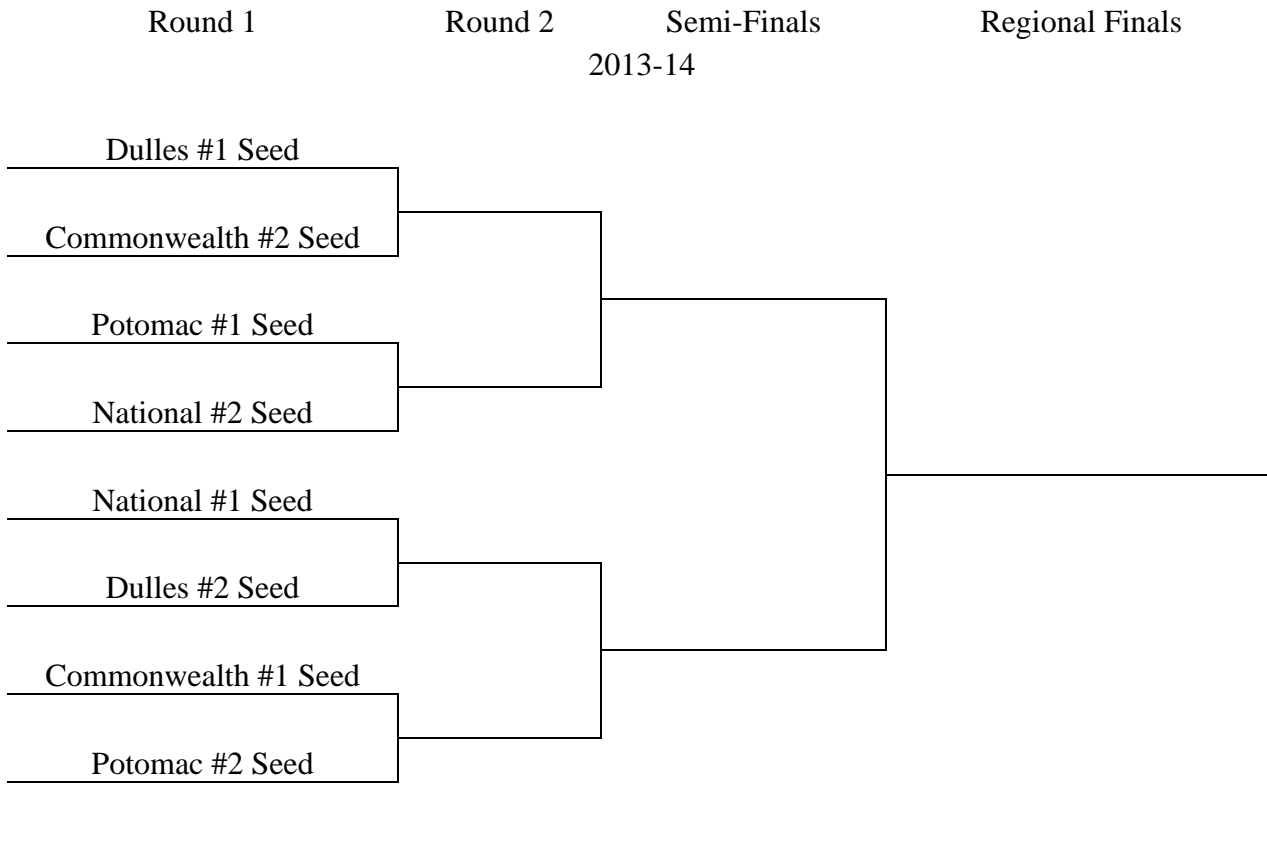 Round 1 Round 2 Semi-Finals Regional Finals
2013-14
Dulles #1 Seed
Commonwealth #2 Seed
Potomac #1 Seed
National #2 Seed
National #1 Seed
Dulles #2 Seed
Commonwealth #1 Seed
Potomac #2 Seed